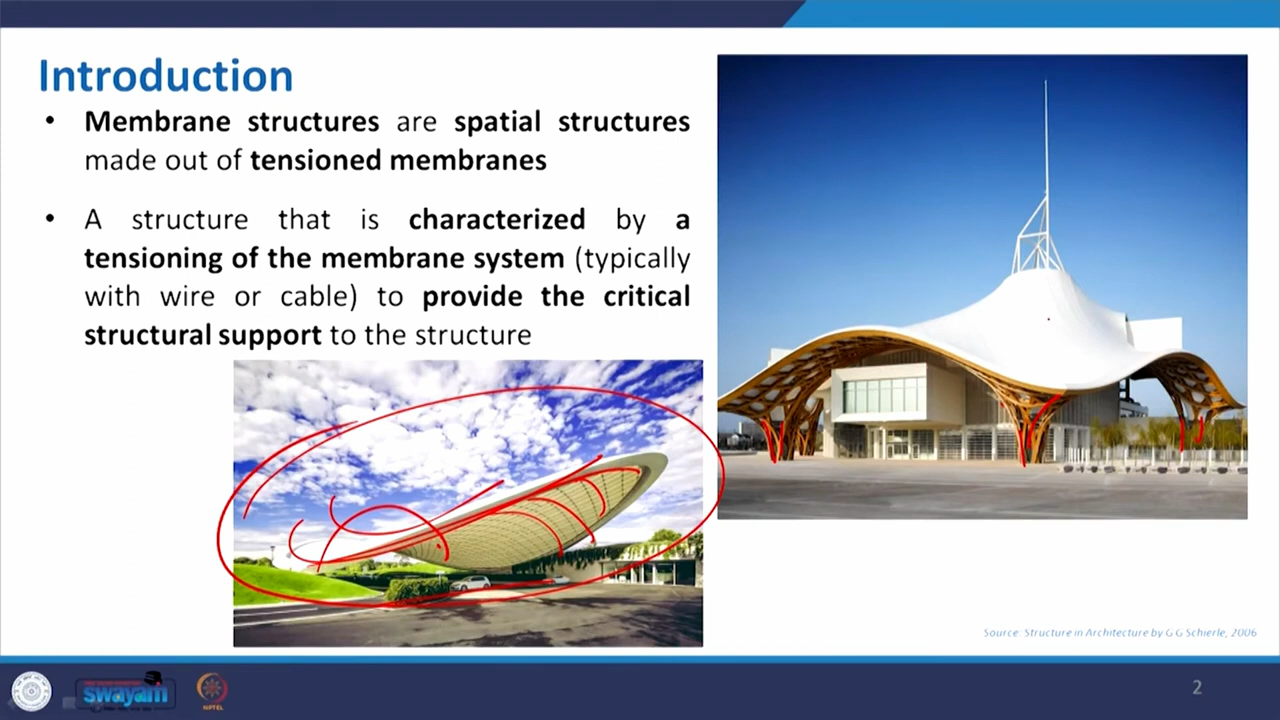 Introduction
• Membrane structures are spatial structures
made out of tensioned membranes
• A structure that is characterized by a
tensioning of the membrane system (typically
with wire or cable) to provide the critical
structural support to the structure
Source: Structure in Architecture by G G Schierle, 2006
swayam
NPTEL
2